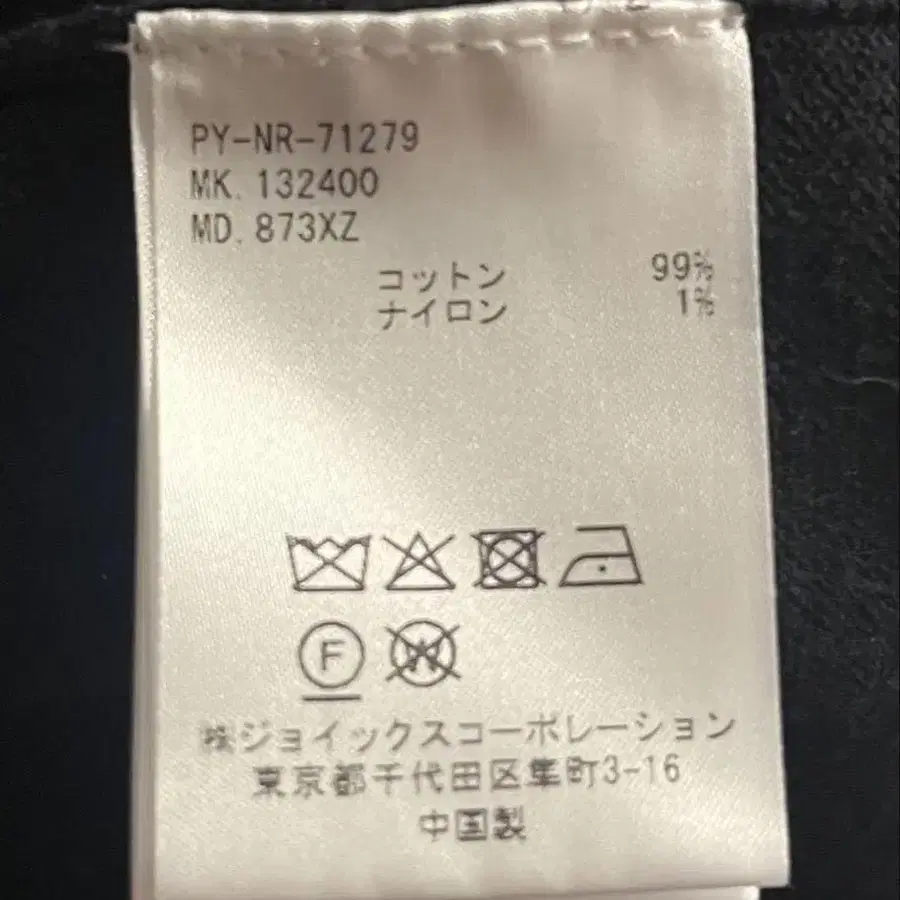 PY-NR-71279
MK. 132400
MD. 873XZ
コットン 99%
ナイロン 1%
F W
㈱ジョイックスコーポレーション
東京都千代田区隼町3-16
中国製